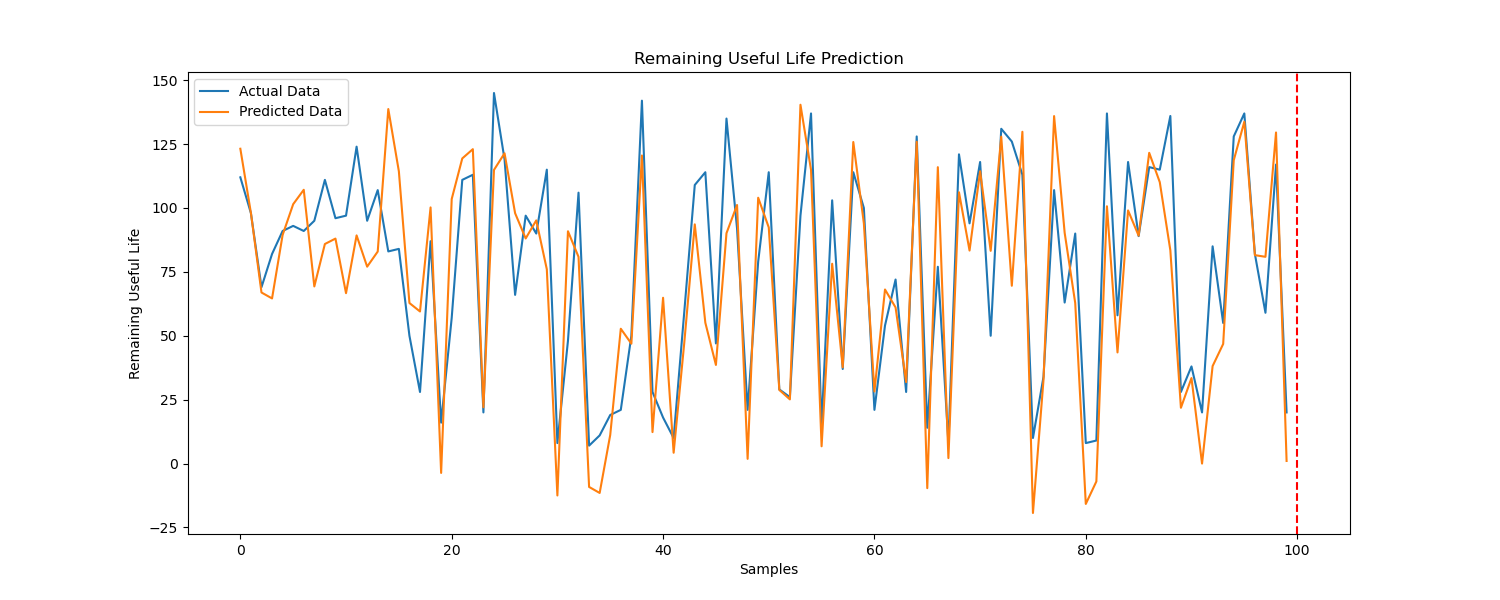 Remaining Useful Life Prediction
Actual Data
Predicted Data
Remaining Useful Life
150
125
100
75
50
25
0
−25
0 20 40 60 80 100
Samples